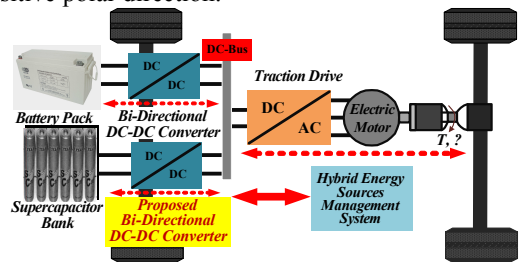 sitive polar direction.
DC-Bus
DC
DC
Traction Drive
Battery Pack
Bi-Directional
DC-DC Converter
DC
AC
Electric
Motor
T, ?
DC
DC
Supercapacitor
Bank
Proposed
Bi-Directional
DC-DC Converter
Hybrid Energy
Sources
Management
System